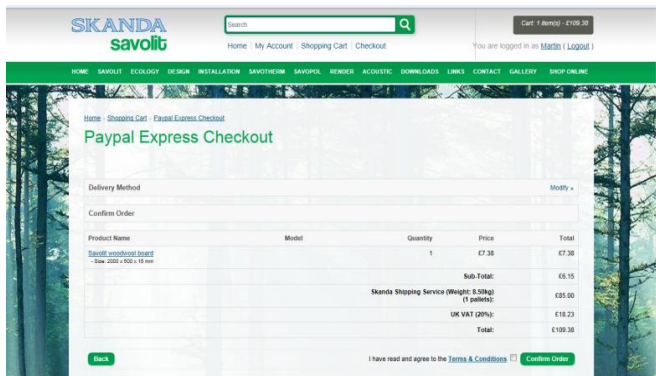 SKANDA
savolit
Search
Cart: 1 item(s) - £109.38
Home | My Account | Shopping Cart | Checkout
You are logged in as Martin ( Logout )
HOME SAVOLIT ECOLOGY DESIGN INSTALLATION SAVOTHERM SAVOPOL RENDER ACOUSTIC DOWNLOADS LINKS CONTACT GALLERY SHOP ONLINE
Home | Shopping Cart | Paypal Express Checkout
Paypal Express Checkout
Delivery Method Modify »
Confirm Order
Product Name Model Quantity Price Total
Savolit woodwool board 1 £7.38 £7.38
- Size: 2000 x 500 x 15 mm
Sub-Total: £6.15
Skanda Shipping Service (Weight: 8.50kg)
(1 pallets): £85.00
UK VAT (20%): £18.23
Total: £109.38
Back I have read and agree to the Terms & Conditions Confirm Order